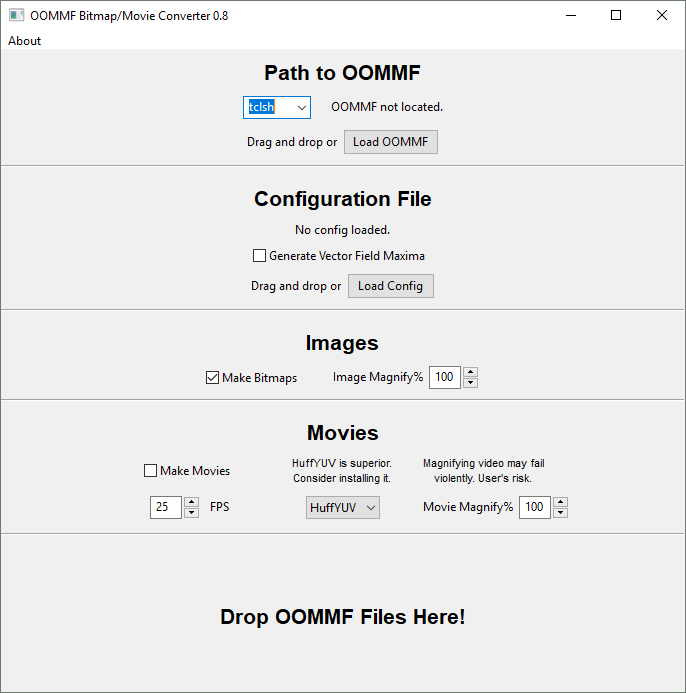 OOMMF Bitmap/Movie Converter 0.8
About
Path to OOMMF
tclsh OOMMF not located.
Drag and drop or Load OOMMF
Configuration File
No config loaded.
Generate Vector Field Maxima
Drag and drop or Load Config
Images
Make Bitmaps Image Magnify% 100
Movies
Make Movies
HuffYUV is superior.
Consider installing it.
Magnifying video may fail
violently. User's risk.
25 FPS HuffYUV Movie Magnify% 100
Drop OOMMF Files Here!